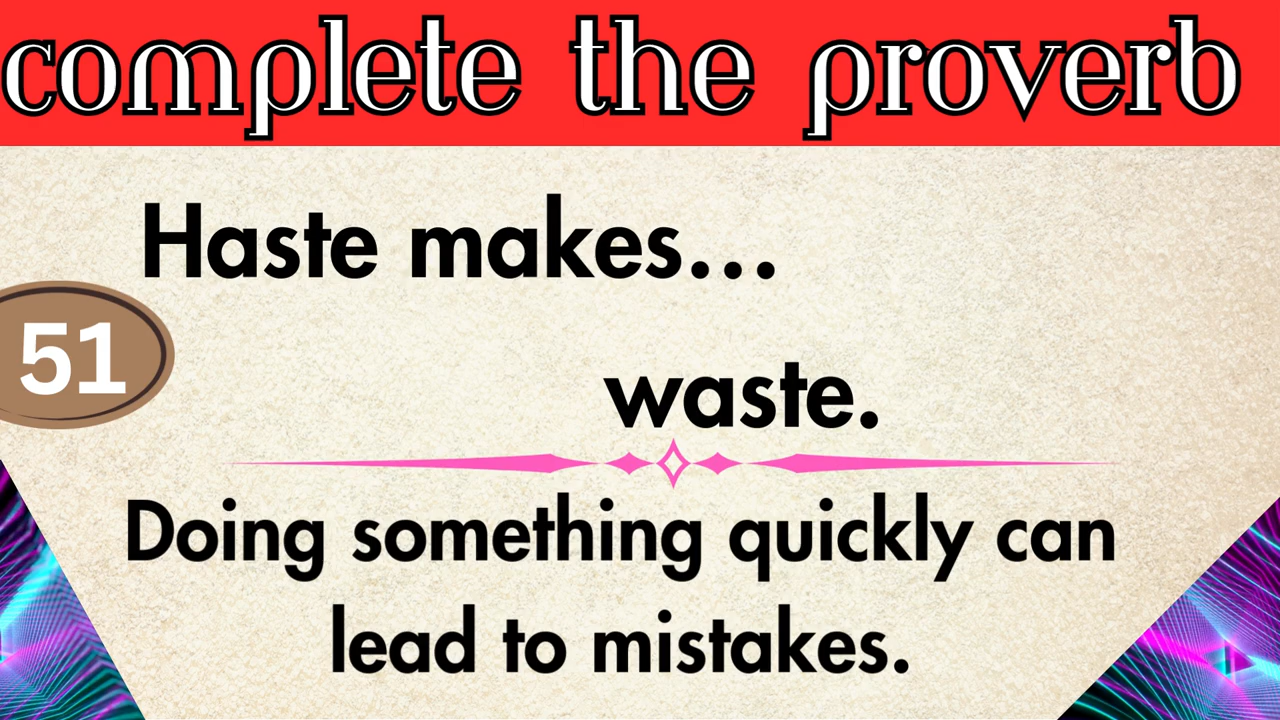 complete the proverb
Haste makes...
51
waste.
Doing something quickly can
lead to mistakes.